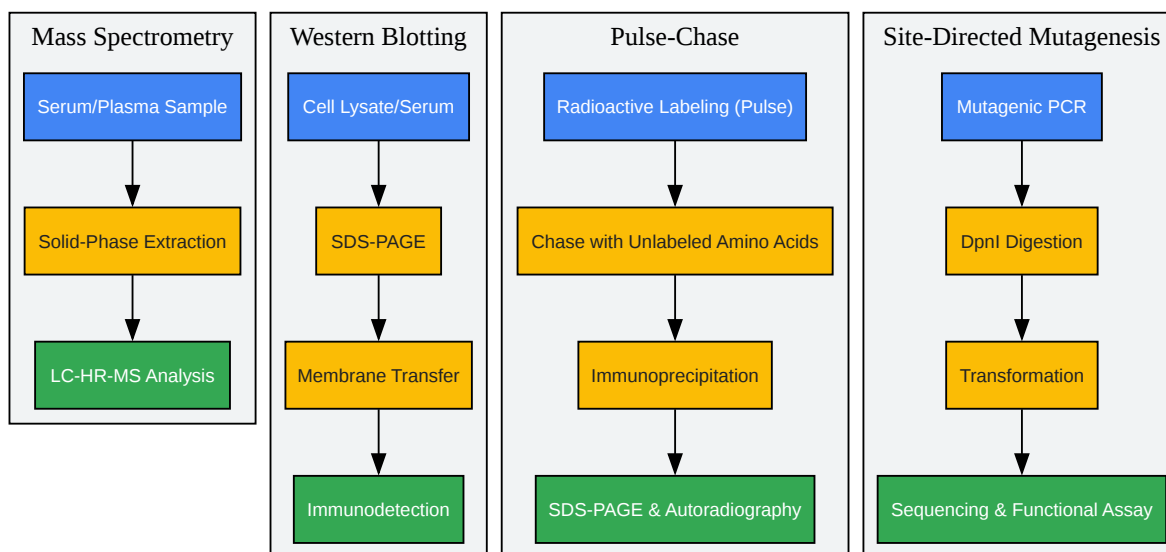 Mass Spectrometry
Serum/Plasma Sample
Solid-Phase Extraction
LC-HR-MS Analysis
Western Blotting
Cell Lysate/Serum
SDS-PAGE
Membrane Transfer
Immunodetection
Pulse-Chase
Radioactive Labeling (Pulse)
Chase with Unlabeled Amino Acids
Immunoprecipitation
SDS-PAGE & Autoradiography
Site-Directed Mutagenesis
Mutagenic PCR
DpnI Digestion
Transformation
Sequencing & Functional Assay